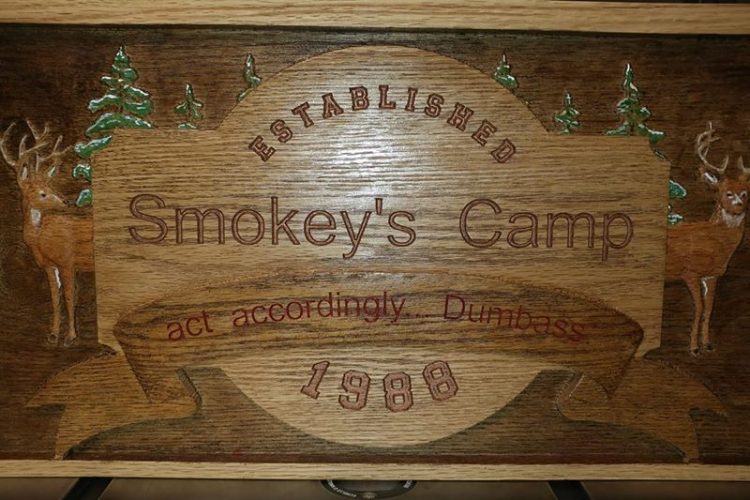 ESTABLISHED
Smokey's Camp
act accordingly... Dumbass
1988